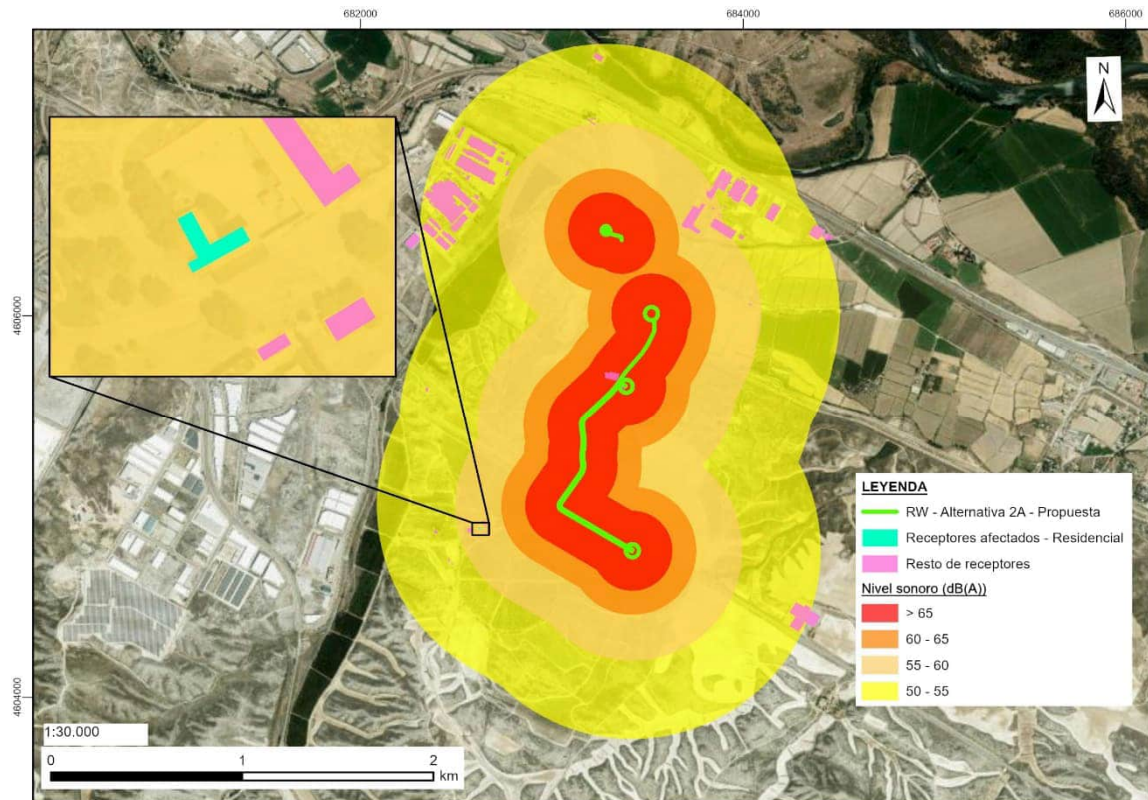 682000
684000
686000
N
4606000
4604000
LEYENDA
RW - Alternativa 2A - Propuesta
Receptores afectados - Residencial
Resto de receptores
Nivel sonoro (dB(A))
> 65
60 - 65
55 - 60
50 - 55
1:30.000
0 1 2
km